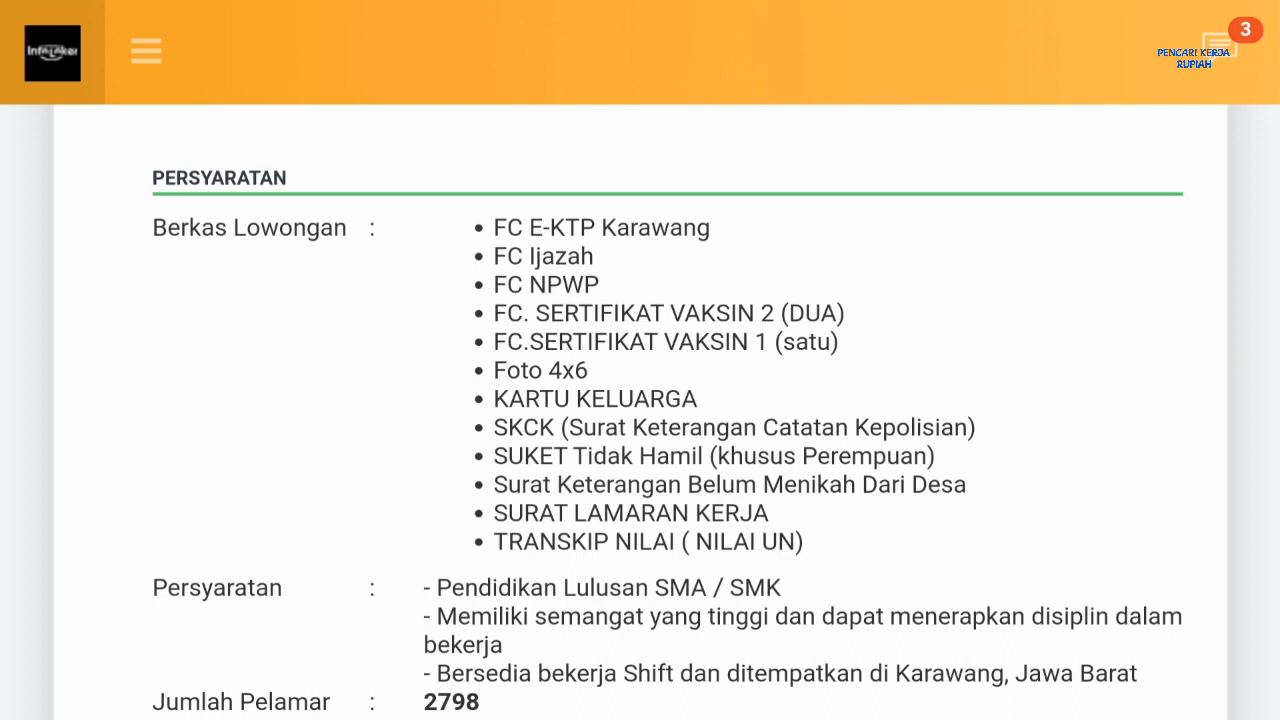 InfoLoker
3
PENCARI KERJA
RUPIAH
PERSYARATAN
Berkas Lowongan :
• FC E-KTP Karawang
• FC Ijazah
• FC NPWP
• FC. SERTIFIKAT VAKSIN 2 (DUA)
• FC.SERTIFIKAT VAKSIN 1 (satu)
• Foto 4x6
• KARTU KELUARGA
• SKCK (Surat Keterangan Catatan Kepolisian)
• SUKET Tidak Hamil (khusus Perempuan)
• Surat Keterangan Belum Menikah Dari Desa
• SURAT LAMARAN KERJA
• TRANSKIP NILAI ( NILAI UN)
Persyaratan : - Pendidikan Lulusan SMA / SMK
- Memiliki semangat yang tinggi dan dapat menerapkan disiplin dalam
bekerja
- Bersedia bekerja Shift dan ditempatkan di Karawang, Jawa Barat
Jumlah Pelamar : 2798